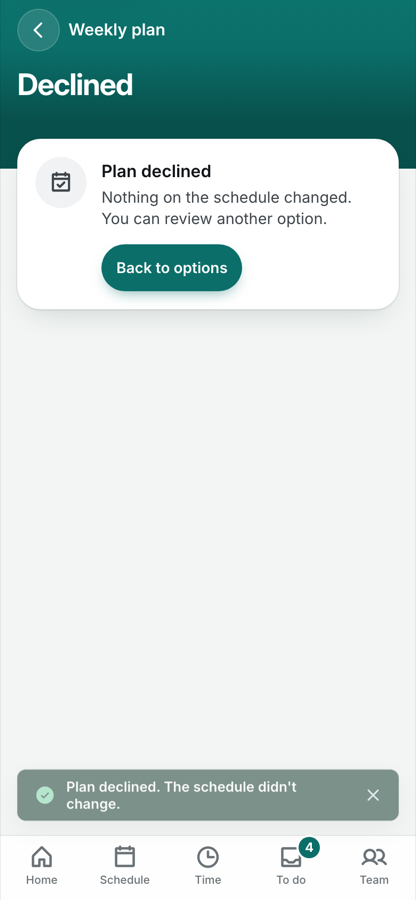 Weekly plan
Declined
Plan declined
Nothing on the schedule changed.
You can review another option.
Back to options
Plan declined. The schedule didn't
change.
4
Home
Schedule
Time
To do
Team